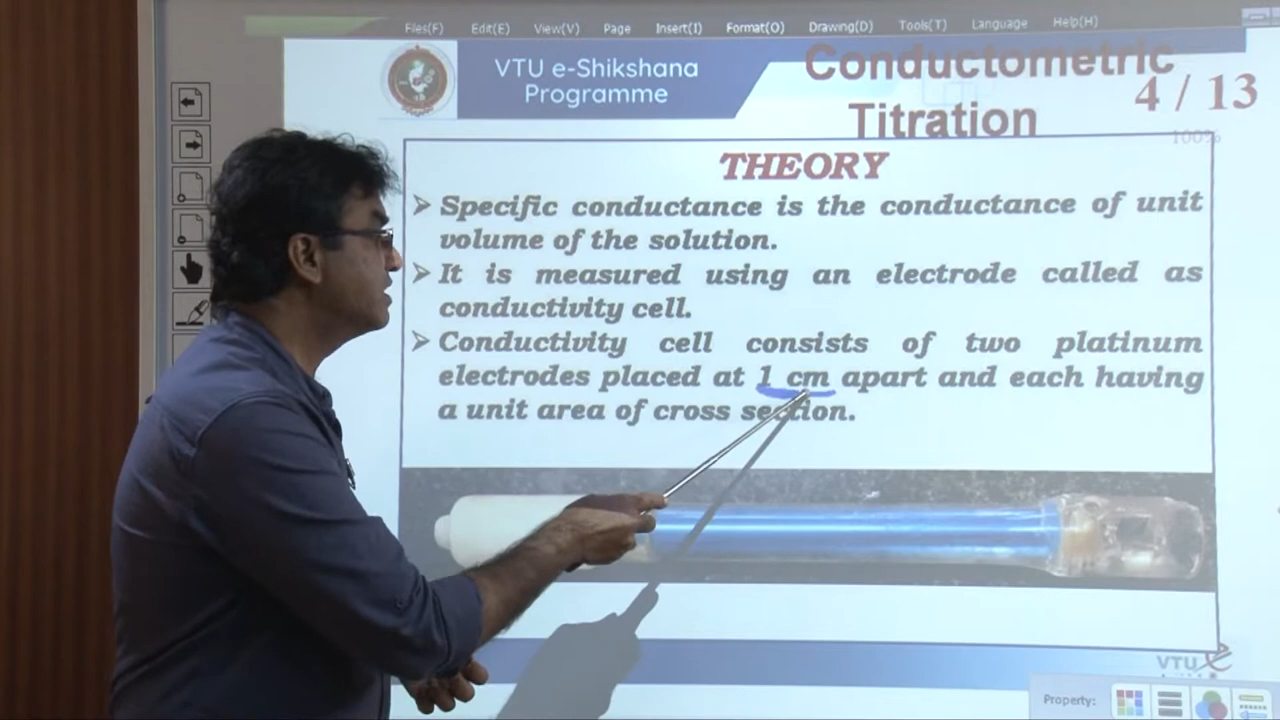 Files(F) Edit(E) View(V) Page Insert(I) Format(O) Drawing(D) Tools(T) Language Help(H)
VTU e-Shikshana
Programme
Conductometric
Titration
4 / 13
100%
THEORY
➢ Specific conductance is the conductance of unit
volume of the solution.
➢ It is measured using an electrode called as
conductivity cell.
➢ Conductivity cell consists of two platinum
electrodes placed at 1 cm apart and each having
a unit area of cross section.
VTU e
Property: